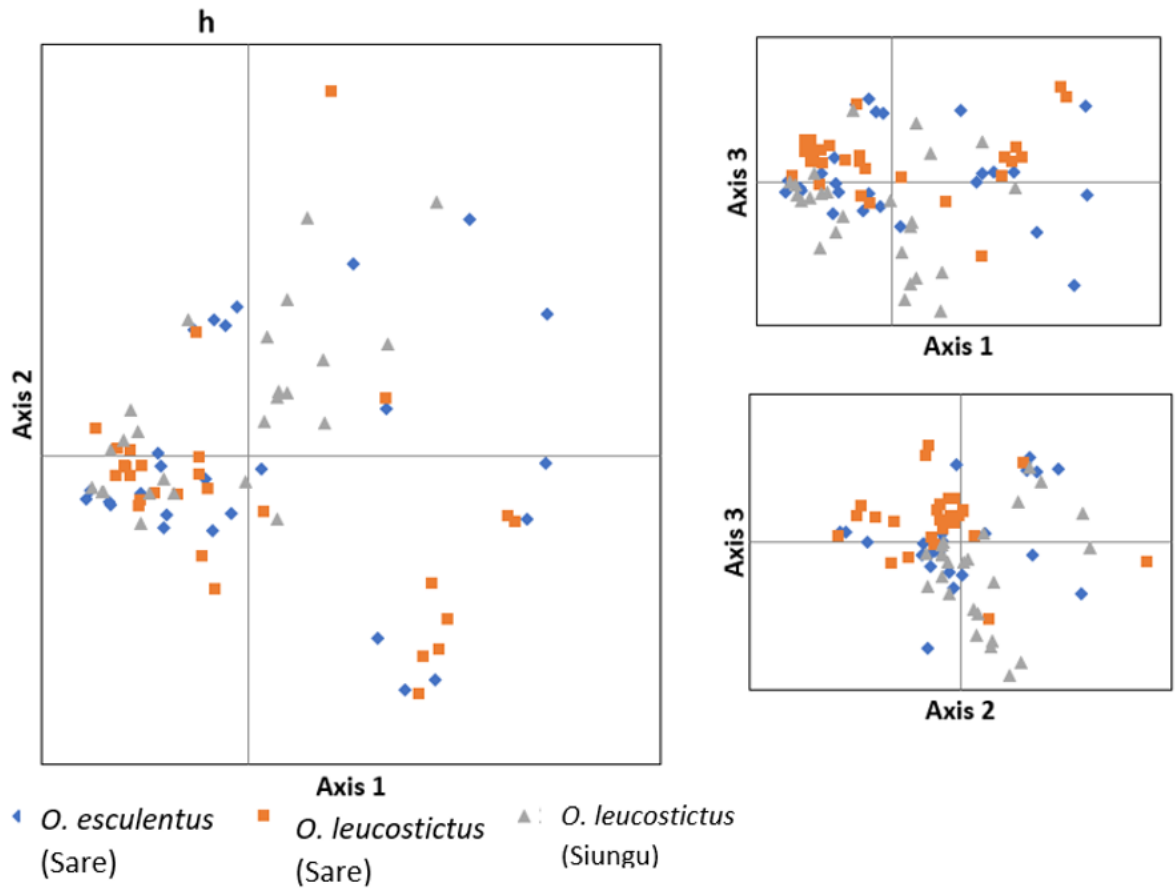 h
Axis 2
Axis 1
Axis 3
Axis 1
Axis 3
Axis 2
O. esculentus
(Sare)
O. leucostictus
(Sare)
O. leucostictus
(Siungu)